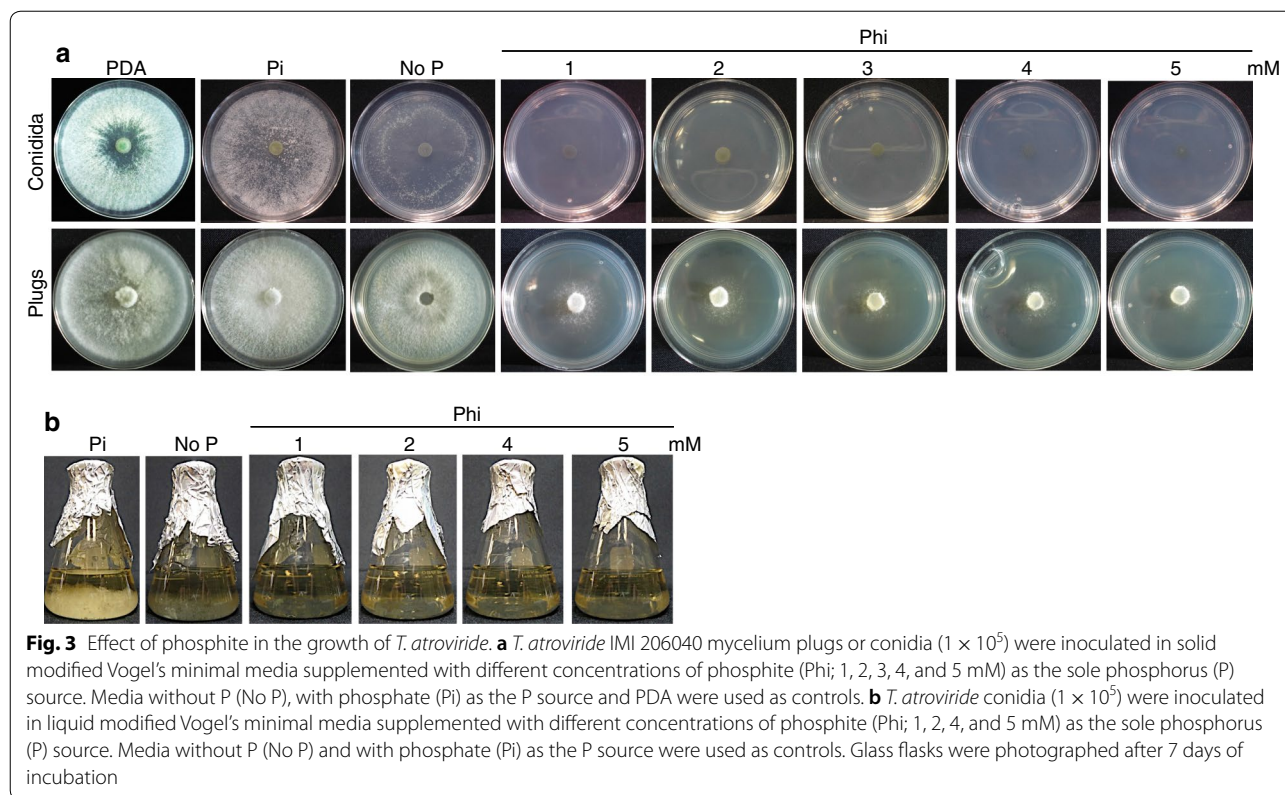 Phi
a
PDA Pi No P 1 2 3 4 5 mM
Conidida
Plugs
b
Phi
Pi No P 1 2 4 5 mM
Fig. 3 Effect of phosphite in the growth of T. atroviride. a T. atroviride IMI 206040 mycelium plugs or conidia (1 × 10⁵) were inoculated in solid
modified Vogel's minimal media supplemented with different concentrations of phosphite (Phi; 1, 2, 3, 4, and 5 mM) as the sole phosphorus (P)
source. Media without P (No P), with phosphate (Pi) as the P source and PDA were used as controls. b T. atroviride conidia (1 × 10⁵) were inoculated
in liquid modified Vogel's minimal media supplemented with different concentrations of phosphite (Phi; 1, 2, 4, and 5 mM) as the sole phosphorus
(P) source. Media without P (No P) and with phosphate (Pi) as the P source were used as controls. Glass flasks were photographed after 7 days of
incubation